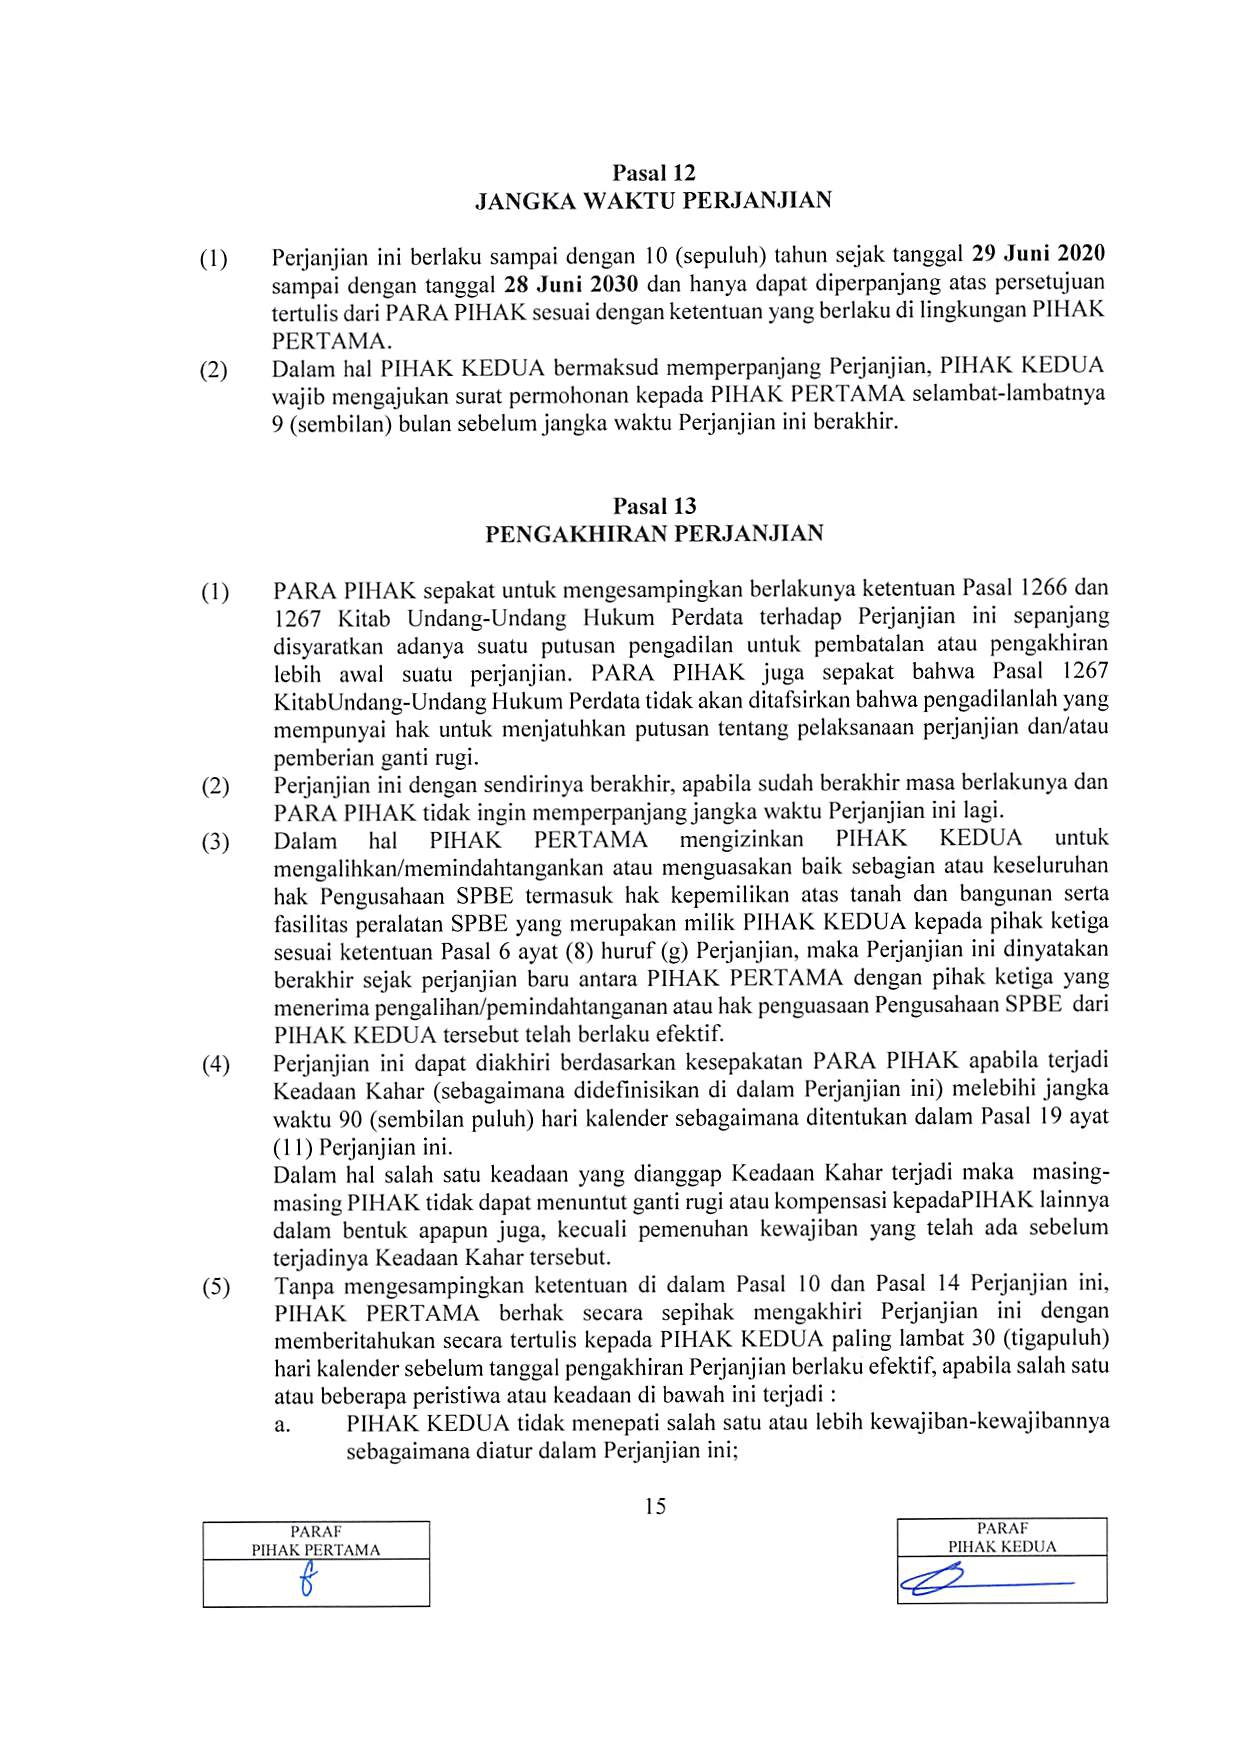 Pasal 12
JANGKA WAKTU PERJANJIAN
(1) Perjanjian ini berlaku sampai dengan 10 (sepuluh) tahun sejak tanggal 29 Juni 2020
sampai dengan tanggal 28 Juni 2030 dan hanya dapat diperpanjang atas persetujuan
tertulis dari PARA PIHAK sesuai dengan ketentuan yang berlaku di lingkungan PIHAK
PERTAMA.
(2) Dalam hal PIHAK KEDUA bermaksud memperpanjang Perjanjian, PIHAK KEDUA
wajib mengajukan surat permohonan kepada PIHAK PERTAMA selambat-lambatnya
9 (sembilan) bulan sebelum jangka waktu Perjanjian ini berakhir.
Pasal 13
PENGAKHIRAN PERJANJIAN
(1) PARA PIHAK sepakat untuk mengesampingkan berlakunya ketentuan Pasal 1266 dan
1267 Kitab Undang-Undang Hukum Perdata terhadap Perjanjian ini sepanjang
disyaratkan adanya suatu putusan pengadilan untuk pembatalan atau pengakhiran
lebih awal suatu perjanjian. PARA PIHAK juga sepakat bahwa Pasal 1267
KitabUndang-Undang Hukum Perdata tidak akan ditafsirkan bahwa pengadilanlah yang
mempunyai hak untuk menjatuhkan putusan tentang pelaksanaan perjanjian dan/atau
pemberian ganti rugi.
(2) Perjanjian ini dengan sendirinya berakhir, apabila sudah berakhir masa berlakunya dan
PARA PIHAK tidak ingin memperpanjang jangka waktu Perjanjian ini lagi.
(3) Dalam hal PIHAK PERTAMA mengizinkan PIHAK KEDUA untuk
mengalihkan/memindahtangankan atau menguasakan baik sebagian atau keseluruhan
hak Pengusahaan SPBE termasuk hak kepemilikan atas tanah dan bangunan serta
fasilitas peralatan SPBE yang merupakan milik PIHAK KEDUA kepada pihak ketiga
sesuai ketentuan Pasal 6 ayat (8) huruf (g) Perjanjian, maka Perjanjian ini dinyatakan
berakhir sejak perjanjian baru antara PIHAK PERTAMA dengan pihak ketiga yang
menerima pengalihan/pemindahtanganan atau hak penguasaan Pengusahaan SPBE dari
PIHAK KEDUA tersebut telah berlaku efektif.
(4) Perjanjian ini dapat diakhiri berdasarkan kesepakatan PARA PIHAK apabila terjadi
Keadaan Kahar (sebagaimana didefinisikan di dalam Perjanjian ini) melebihi jangka
waktu 90 (sembilan puluh) hari kalender sebagaimana ditentukan dalam Pasal 19 ayat
(11) Perjanjian ini.
Dalam hal salah satu keadaan yang dianggap Keadaan Kahar terjadi maka masing-
masing PIHAK tidak dapat menuntut ganti rugi atau kompensasi kepadaPIHAK lainnya
dalam bentuk apapun juga, kecuali pemenuhan kewajiban yang telah ada sebelum
terjadinya Keadaan Kahar tersebut.
(5) Tanpa mengesampingkan ketentuan di dalam Pasal 10 dan Pasal 14 Perjanjian ini,
PIHAK PERTAMA berhak secara sepihak mengakhiri Perjanjian ini dengan
memberitahukan secara tertulis kepada PIHAK KEDUA paling lambat 30 (tigapuluh)
hari kalender sebelum tanggal pengakhiran Perjanjian berlaku efektif, apabila salah satu
atau beberapa peristiwa atau keadaan di bawah ini terjadi :
a. PIHAK KEDUA tidak menepati salah satu atau lebih kewajiban-kewajibannya
sebagaimana diatur dalam Perjanjian ini;
15
PARAF
PIHAK PERTAMA
PARAF
PIHAK KEDUA